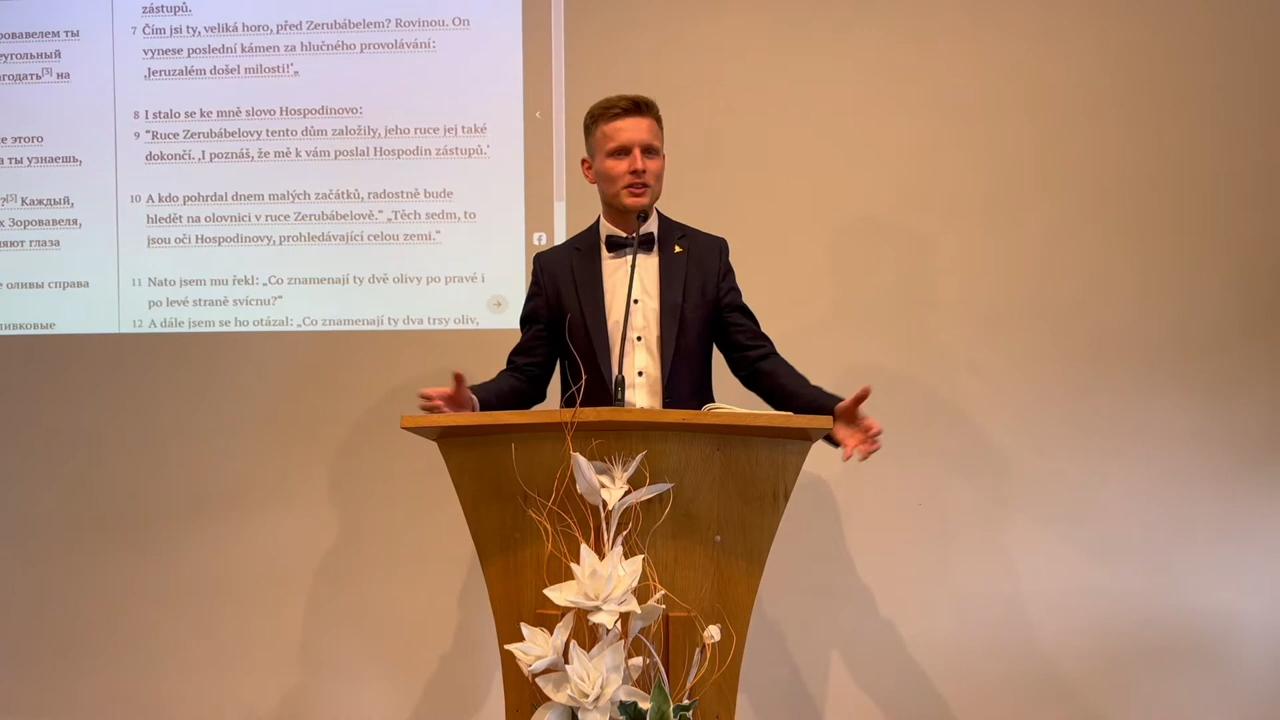 ровавелем ты
еугольный
агодать[3] на
е этого
а ты узнаешь,
?[5] Каждый,
х Зоровавеля,
ляют глаза
е оливы справа
ливковые
zástupů.
7 Čím jsi ty, veliká horo, před Zerubábelem? Rovinou. On
vynese poslední kámen za hlučného provolávání:
‚Jeruzalém došel milosti!‘„
8 I stalo se ke mně slovo Hospodinovo:
9 “Ruce Zerubábelovy tento dům založily, jeho ruce jej také
dokončí. ‚I poznáš, že mě k vám poslal Hospodin zástupů.‘
10 A kdo pohrdal dnem malých začátků, radostně bude
hledět na olovnici v ruce Zerubábelově.“ „Těch sedm, to
jsou oči Hospodinovy, prohledávající celou zemi.“
11 Nato jsem mu řekl: „Co znamenají ty dvě olivy po pravé i
po levé straně svícnu?“
12 A dále jsem se ho otázal: „Co znamenají ty dva trsy oliv,